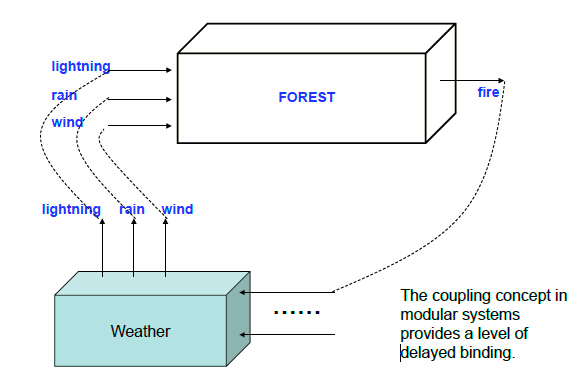 lightning
rain
wind
FOREST
fire
lightning rain wind
Weather
......
The coupling concept in
modular systems
provides a level of
delayed binding.